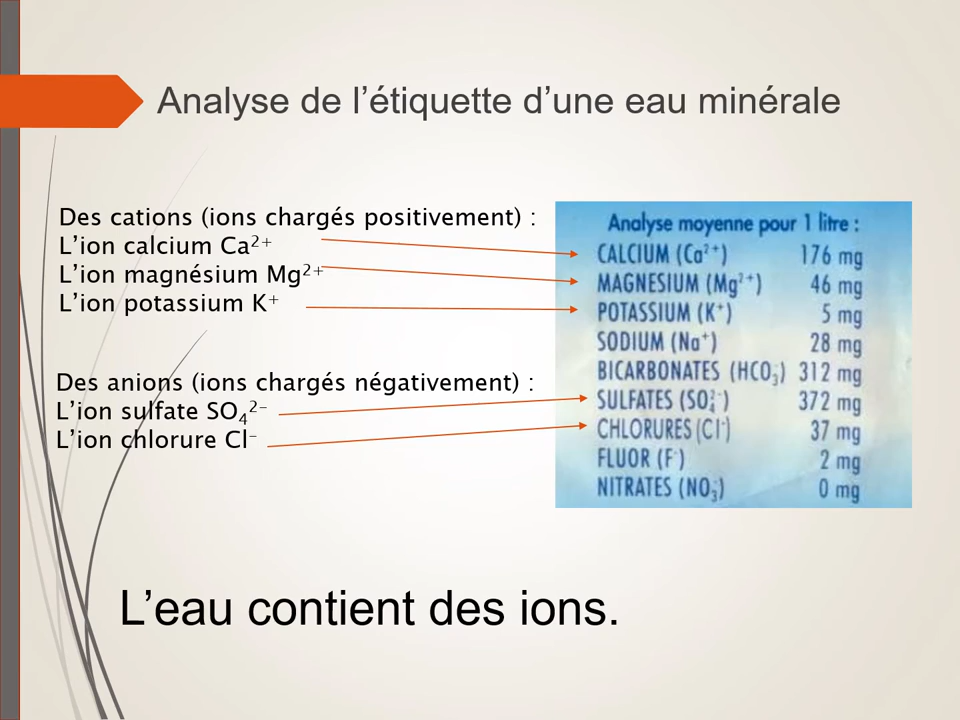 Analyse de l’étiquette d’une eau minérale
Des cations (ions chargés positivement) :
L’ion calcium Ca²⁺
L’ion magnésium Mg²⁺
L’ion potassium K⁺
Des anions (ions chargés négativement) :
L’ion sulfate SO₄²⁻
L’ion chlorure Cl⁻
Analyse moyenne pour 1 litre :
CALCIUM (Ca²⁺) 176 mg
MAGNESIUM (Mg²⁺) 46 mg
POTASSIUM (K⁺) 5 mg
SODIUM (Na⁺) 28 mg
BICARBONATES (HCO₃⁻) 312 mg
SULFATES (SO₄²⁻) 372 mg
CHLORURES (Cl⁻) 37 mg
FLUOR (F⁻) 2 mg
NITRATES (NO₃⁻) 0 mg
L’eau contient des ions.